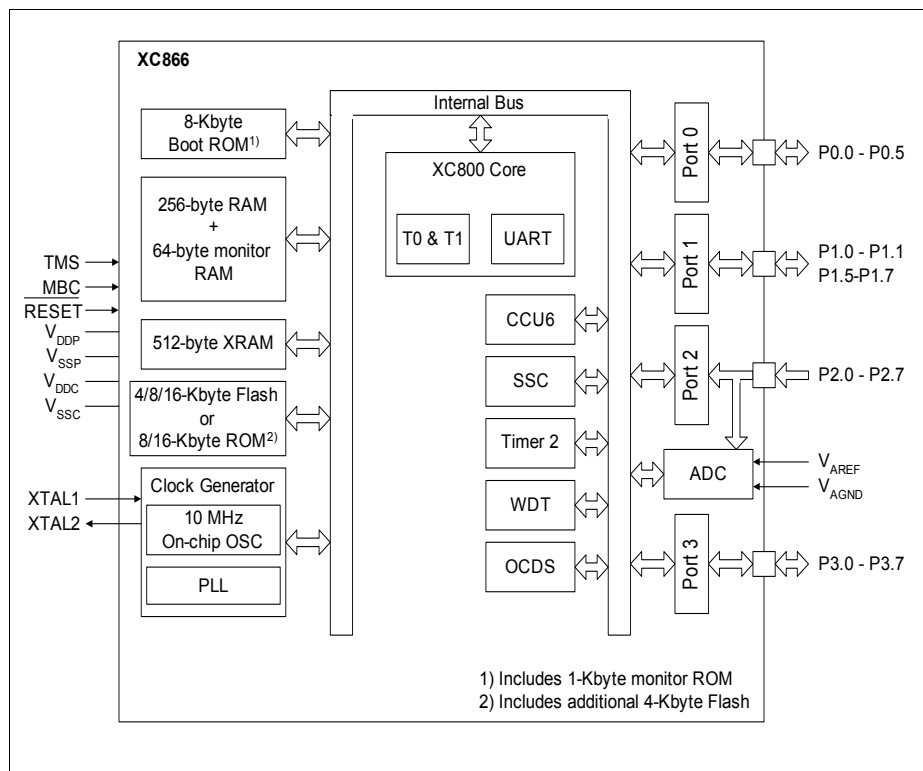 XC866
Internal Bus
8-Kbyte
Boot ROM1)
256-byte RAM
+
64-byte monitor
RAM
512-byte XRAM
4/8/16-Kbyte Flash
or
8/16-Kbyte ROM2)
Clock Generator
10 MHz
On-chip OSC
PLL
TMS
MBC
RESET
VDDP
VSSP
VDDC
VSSC
XTAL1
XTAL2
XC800 Core
T0 & T1
UART
CCU6
SSC
Timer 2
WDT
OCDS
Port 0
Port 1
Port 2
ADC
Port 3
P0.0 - P0.5
P1.0 - P1.1
P1.5-P1.7
P2.0 - P2.7
VAREF
VAGND
P3.0 - P3.7
1) Includes 1-Kbyte monitor ROM
2) Includes additional 4-Kbyte Flash